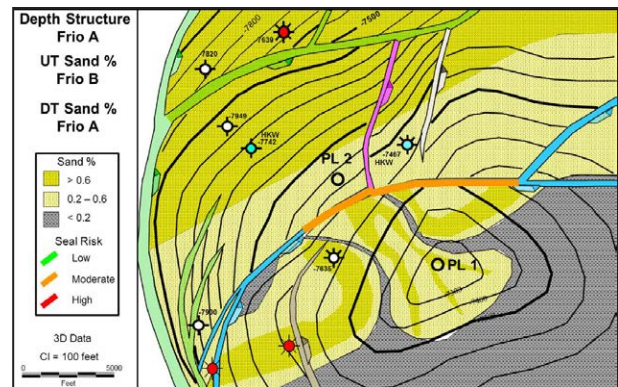 Depth Structure
Frio A
UT Sand %
Frio B
DT Sand %
Frio A
Sand %
> 0.6
0.2 – 0.6
< 0.2
Seal Risk
Low
Moderate
High
3D Data
CI = 100 feet
0 5000
Feet
-7800
-7500
-7639
-7820
-7849
HKW
-7742
-7467
HKW
PL 2
PL 1
-7635
-7900